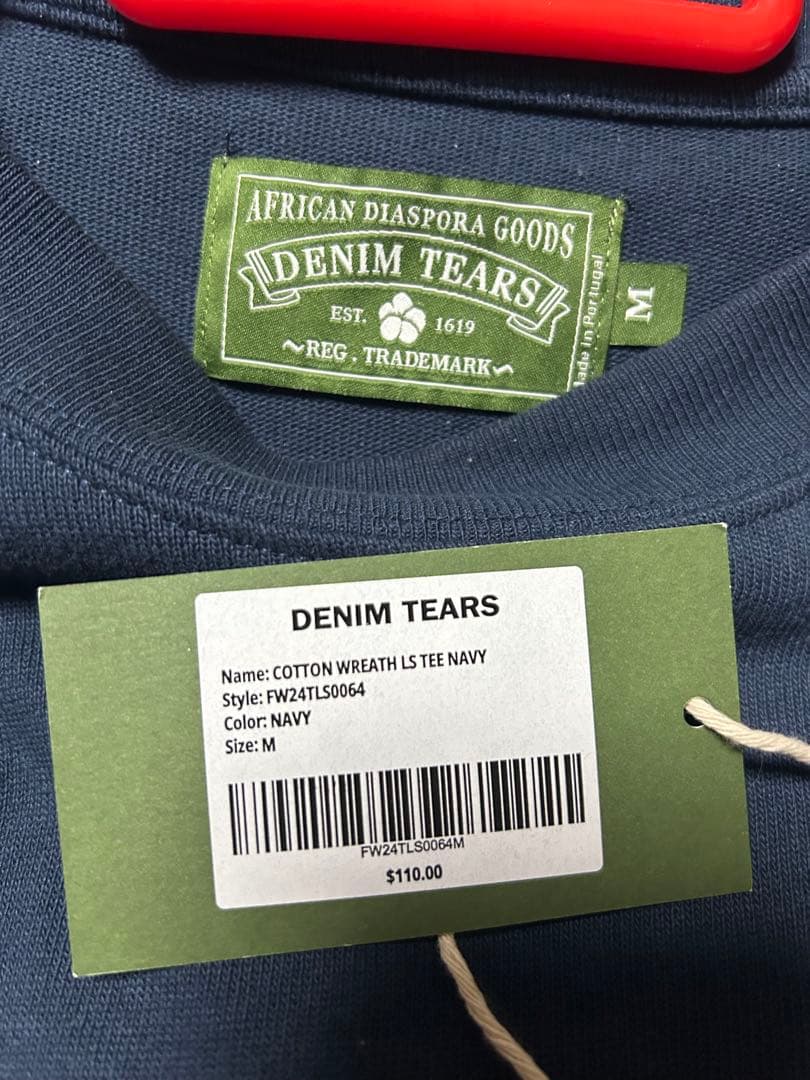 AFRICAN DIASPORA GOODS
DENIM TEARS
EST. 1619
~REG. TRADEMARK~
in Portugal
M
DENIM TEARS
Name: COTTON WREATH LS TEE NAVY
Style: FW24TLS0064
Color: NAVY
Size: M
FW24TLS0064M
$110.00